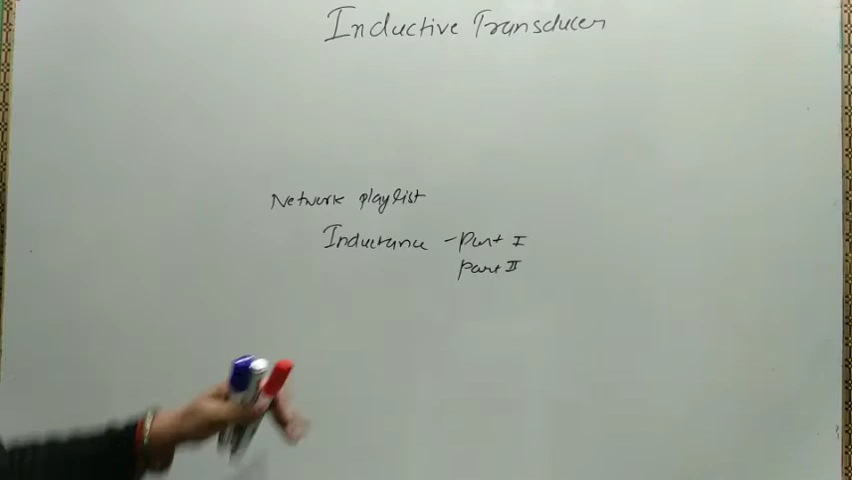 Inductive Transducer
Network playlist
Inductance - Part I
Part II